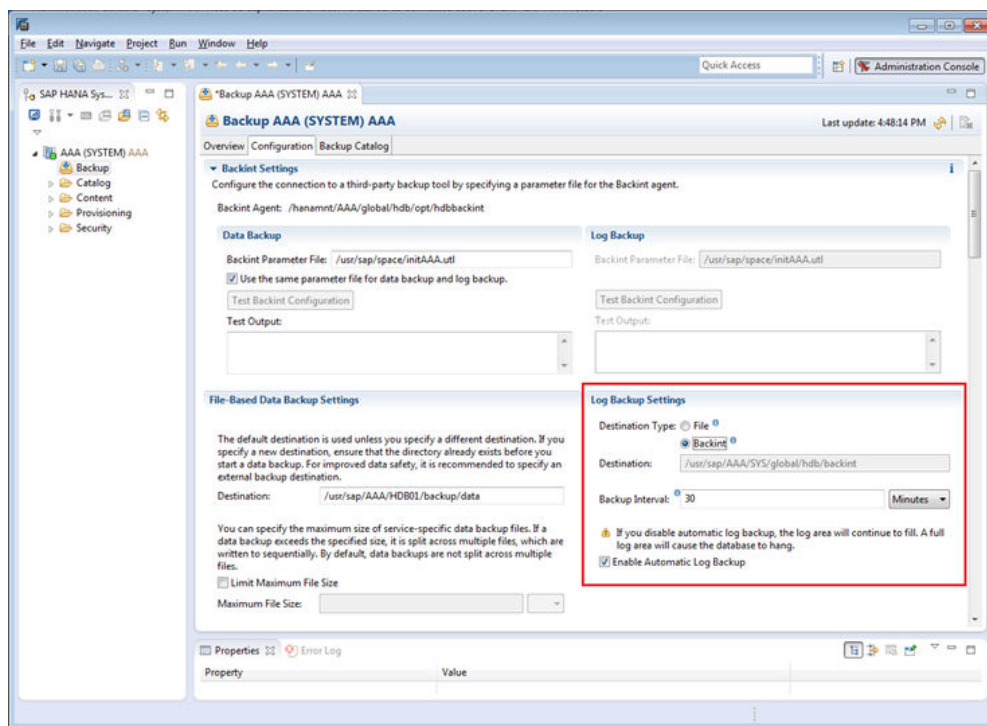 File Edit Navigate Project Run Window Help
Quick Access
Administration Console
SAP HANA Sys...
*Backup AAA (SYSTEM) AAA
Backup AAA (SYSTEM) AAA
Last update: 4:48:14 PM
AAA (SYSTEM) AAA
Backup
Catalog
Content
Provisioning
Security
Overview Configuration Backup Catalog
Backint Settings
Configure the connection to a third-party backup tool by specifying a parameter file for the Backint agent.
Backint Agent: /hanamnt/AAA/global/hdb/opt/hdbbackint
Data Backup
Backint Parameter File: /usr/sap/space/initAAA.utl
Use the same parameter file for data backup and log backup.
Test Backint Configuration
Test Output:
Log Backup
Backint Parameter File: /usr/sap/space/initAAA.utl
Test Backint Configuration
Test Output:
File-Based Data Backup Settings
The default destination is used unless you specify a different destination. If you
specify a new destination, ensure that the directory already exists before you
start a data backup. For improved data safety, it is recommended to specify an
external backup destination.
Destination: /usr/sap/AAA/HDB01/backup/data
You can specify the maximum size of service-specific data backup files. If a
data backup exceeds the specified size, it is split across multiple files, which are
written to sequentially. By default, data backups are not split across multiple
files.
Limit Maximum File Size
Maximum File Size:
Log Backup Settings
Destination Type: File
Backint
Destination: /usr/sap/AAA/SYS/global/hdb/backint
Backup Interval: 30 Minutes
If you disable automatic log backup, the log area will continue to fill. A full
log area will cause the database to hang.
Enable Automatic Log Backup
Properties Error Log
Property Value